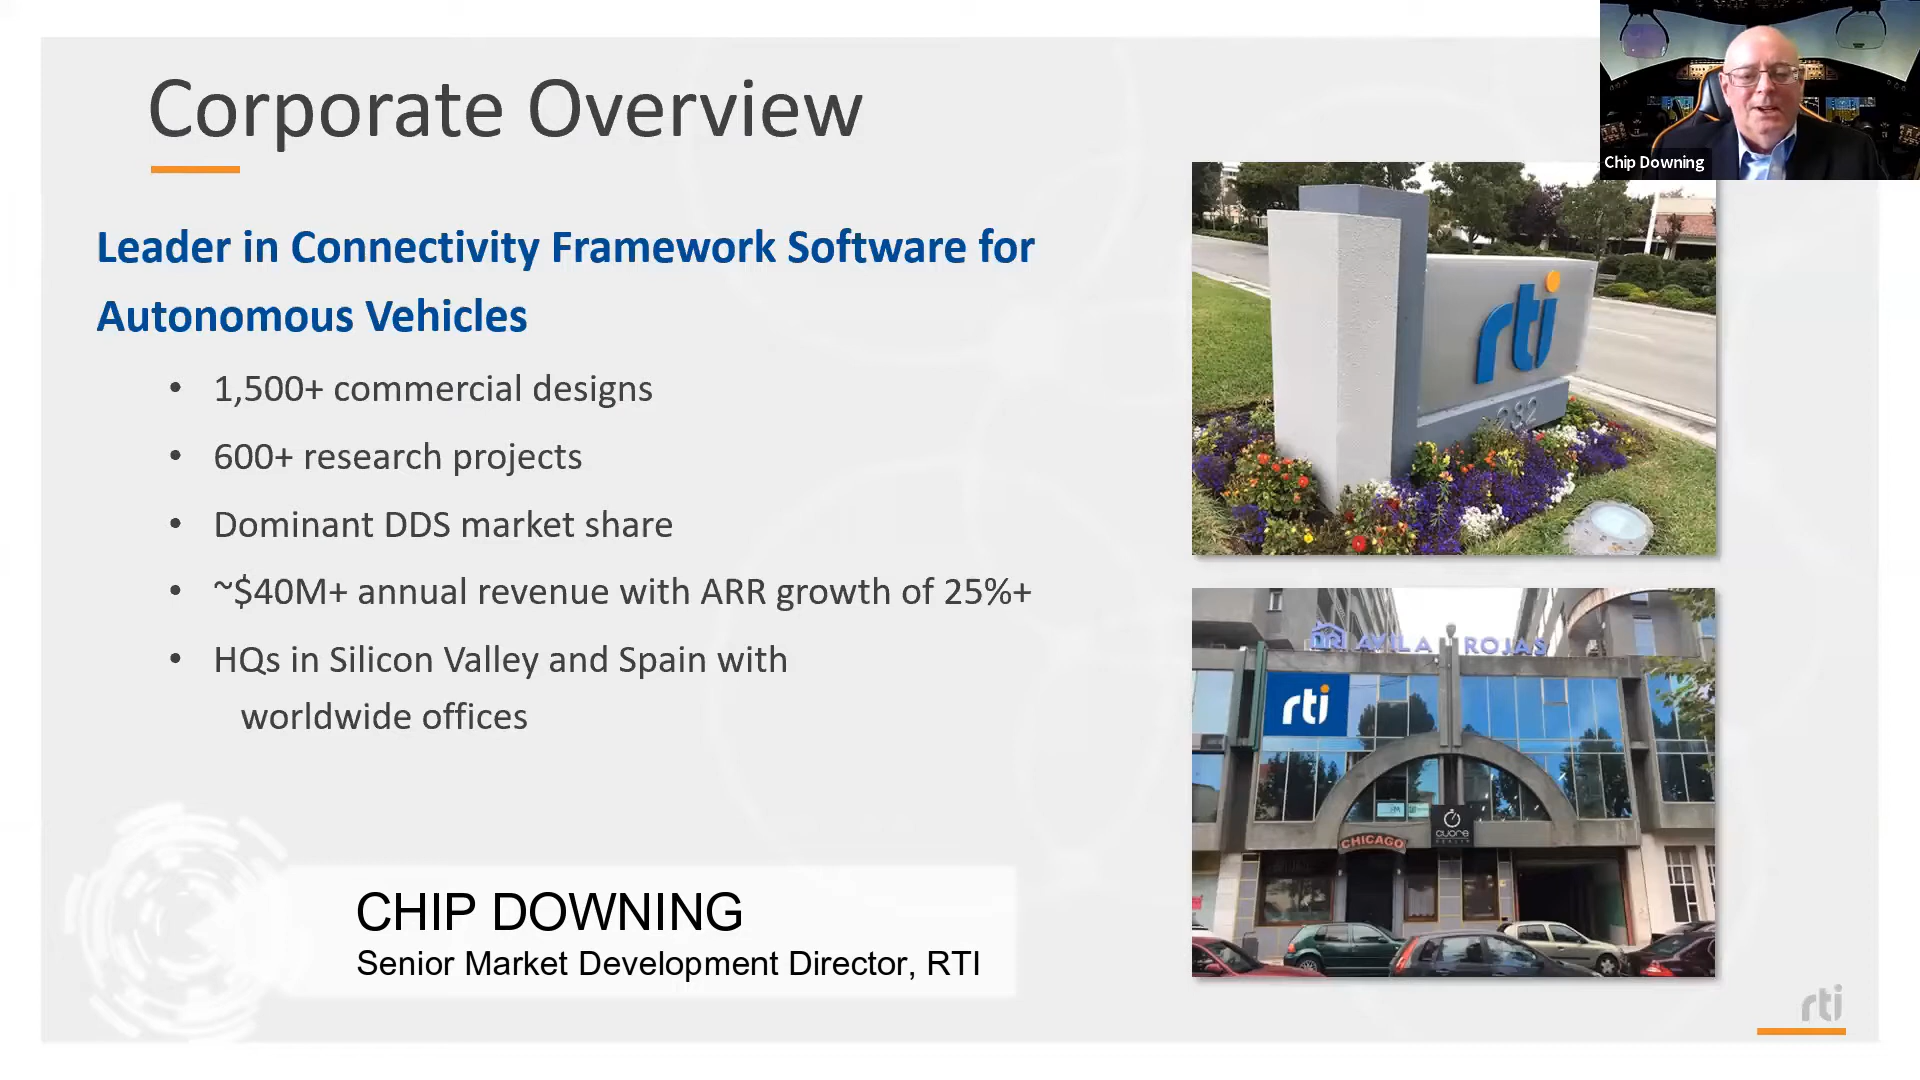 Corporate Overview
Chip Downing
Leader in Connectivity Framework Software for
Autonomous Vehicles
• 1,500+ commercial designs
• 600+ research projects
• Dominant DDS market share
• ~$40M+ annual revenue with ARR growth of 25%+
• HQs in Silicon Valley and Spain with
worldwide offices
rti
232
AVILA ROJAS
rti
CHICAGO
cuore
CHIP DOWNING
Senior Market Development Director, RTI
rti